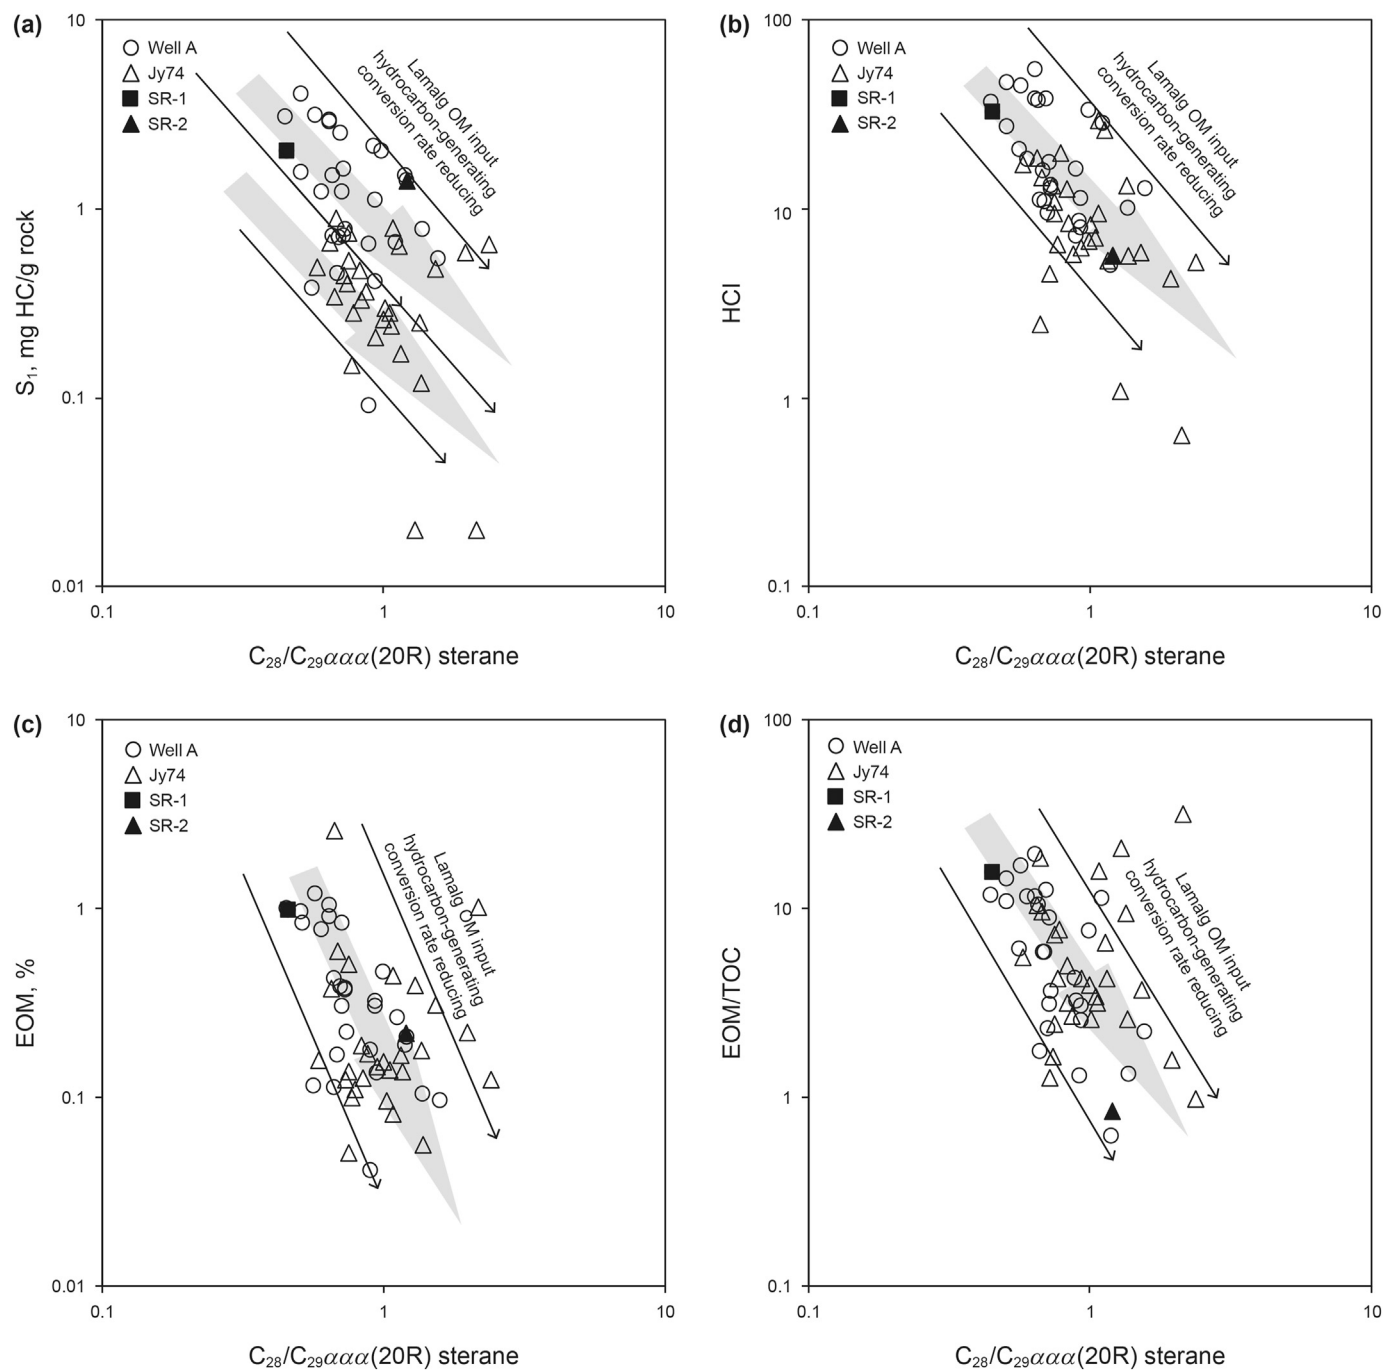 (a)
10
1
0.1
0.01
S₁, mg HC/g rock
Well A
Jy74
SR-1
SR-2
Lamalg OM input
hydrocarbon-generating
conversion rate reducing
0.1
1
10
C₂₈/C₂₉ααα(20R) sterane
(b)
100
10
1
0.1
HCI
Well A
Jy74
SR-1
SR-2
Lamalg OM input
hydrocarbon-generating
conversion rate reducing
0.1
1
10
C₂₈/C₂₉ααα(20R) sterane
(c)
10
1
0.1
0.01
EOM, %
Well A
Jy74
SR-1
SR-2
Lamalg OM input
hydrocarbon-generating
conversion rate reducing
0.1
1
10
C₂₈/C₂₉ααα(20R) sterane
(d)
100
10
1
0.1
EOM/TOC
Well A
Jy74
SR-1
SR-2
Lamalg OM input
hydrocarbon-generating
conversion rate reducing
0.1
1
10
C₂₈/C₂₉ααα(20R) sterane